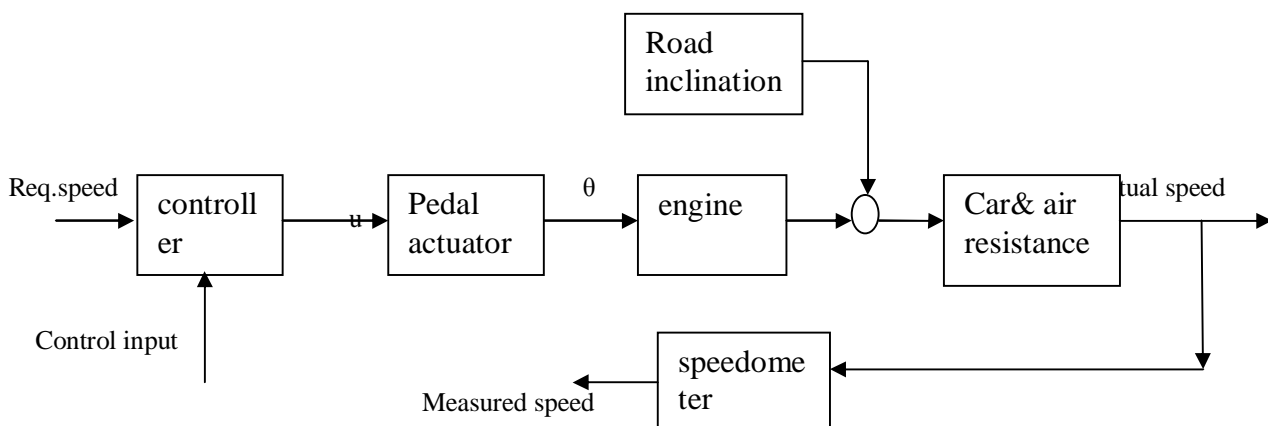 Road
inclination
Req.speed
controll
er
u
Pedal
actuator
θ
engine
Car& air
resistance
tual speed
Control input
speedome
ter
Measured speed